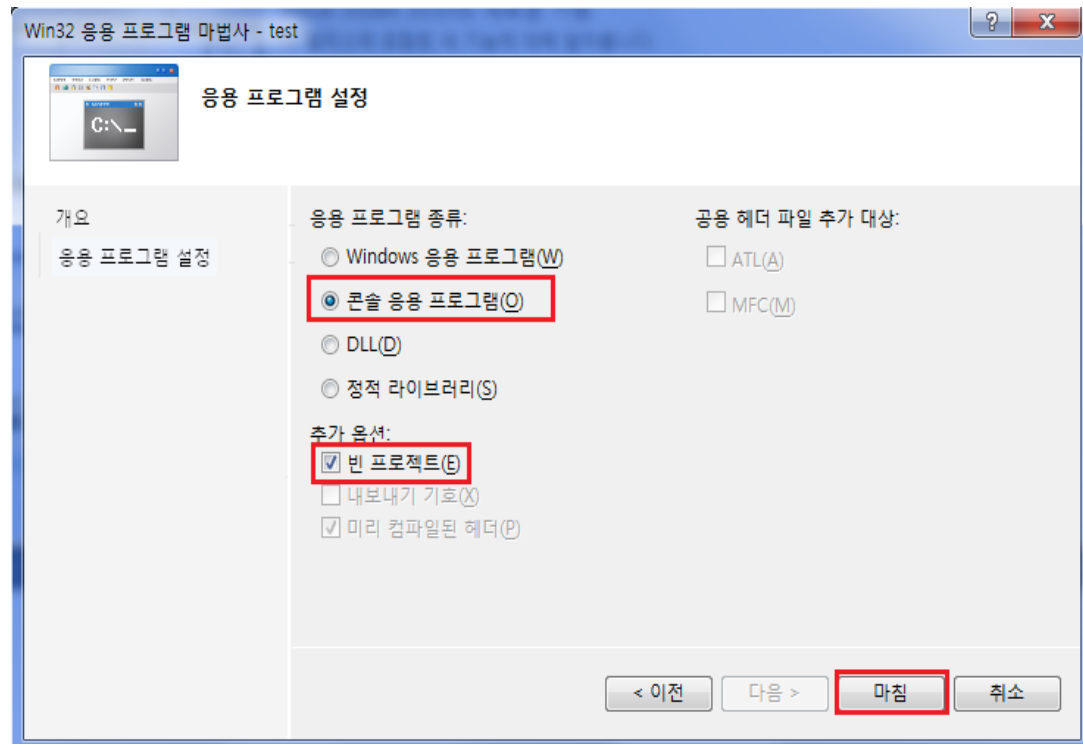 Win32 응용 프로그램 마법사 - test
응용 프로그램 설정
C:\_
개요
응용 프로그램 설정
응용 프로그램 종류:
Windows 응용 프로그램(W)
콘솔 응용 프로그램(O)
DLL(D)
정적 라이브러리(S)
추가 옵션:
빈 프로젝트(E)
내보내기 기호(X)
미리 컴파일된 헤더(P)
공용 헤더 파일 추가 대상:
ATL(A)
MFC(M)
< 이전
다음 >
마침
취소